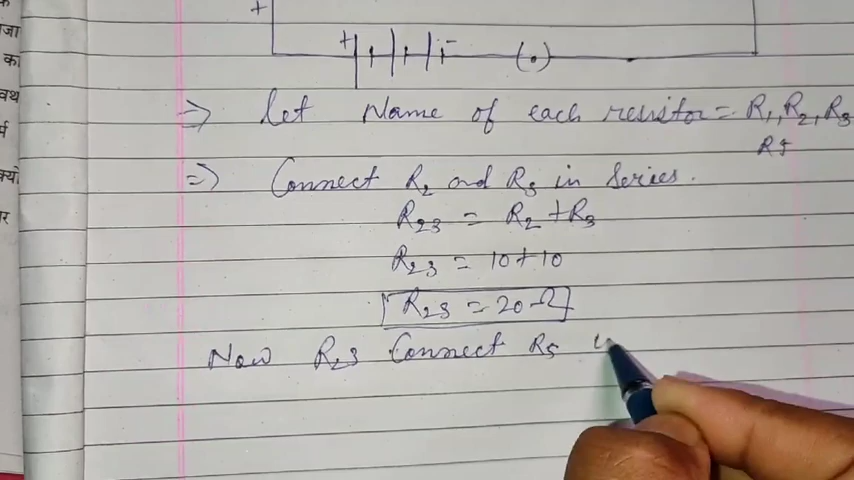 +
+ -
(.)
=> Let Name of each resistor = R1, R2, R3
R5
=> Connect R2 and R3 in Series.
R23 = R2 + R3
R23 = 10 + 10
R23 = 20 Ω
Now R23 Connect R5